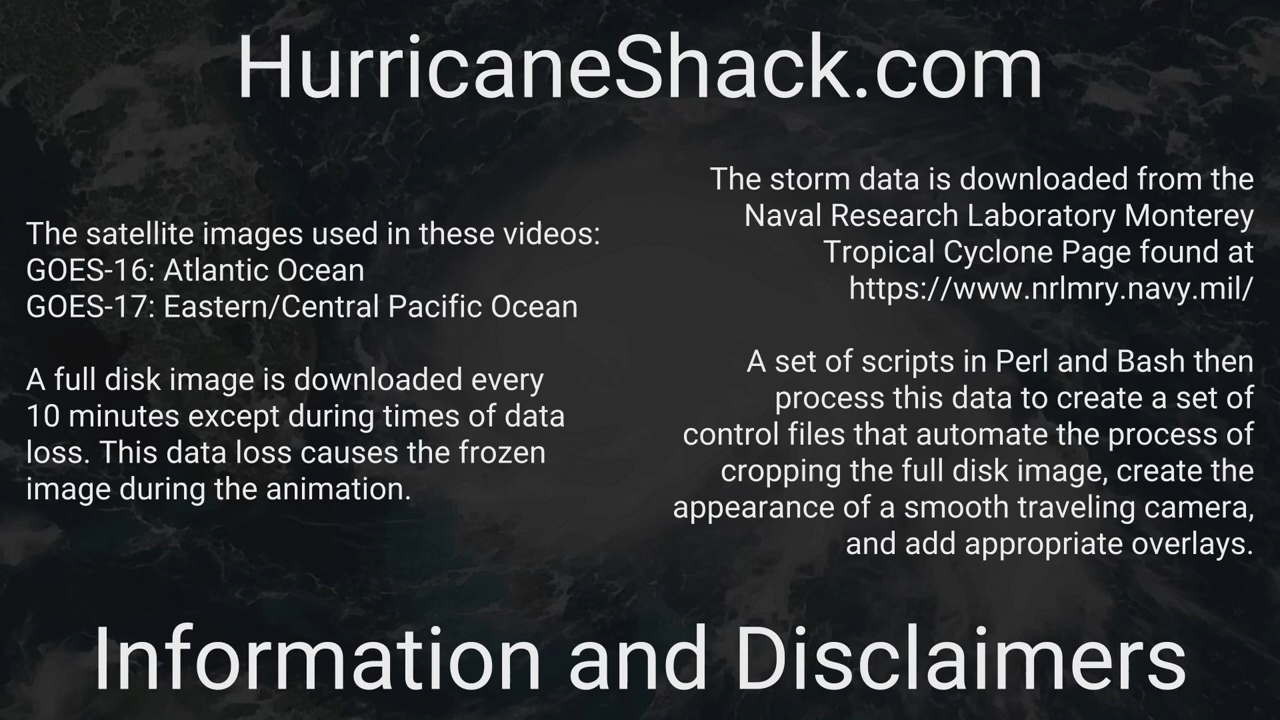 HurricaneShack.com
The satellite images used in these videos:
GOES-16: Atlantic Ocean
GOES-17: Eastern/Central Pacific Ocean
A full disk image is downloaded every
10 minutes except during times of data
loss. This data loss causes the frozen
image during the animation.
The storm data is downloaded from the
Naval Research Laboratory Monterey
Tropical Cyclone Page found at
https://www.nrlmry.navy.mil/
A set of scripts in Perl and Bash then
process this data to create a set of
control files that automate the process of
cropping the full disk image, create the
appearance of a smooth traveling camera,
and add appropriate overlays.
Information and Disclaimers